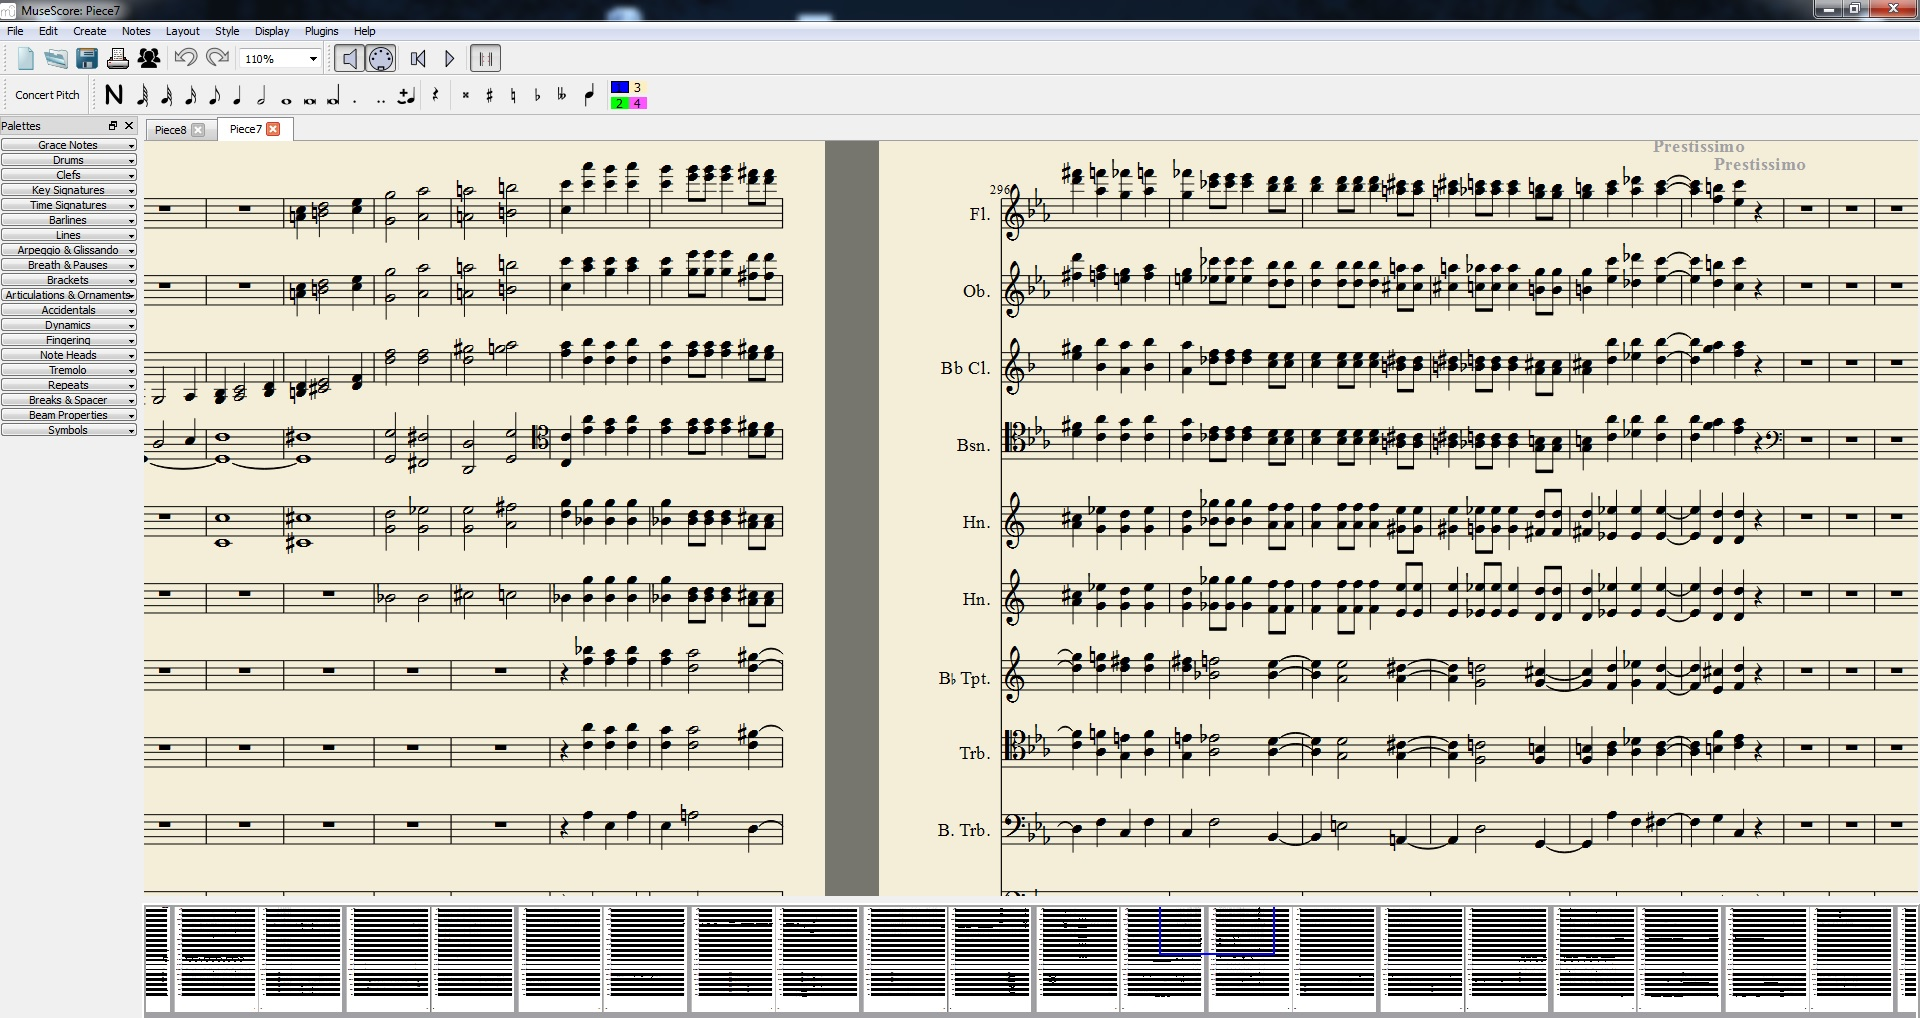 MuseScore: Piece7
File Edit Create Notes Layout Style Display Plugins Help
110%
Concert Pitch N 1 3
2 4
Palettes
Piece8 Piece7
Grace Notes
Drums
Clefs
Key Signatures
Time Signatures
Barlines
Lines
Arpeggio & Glissando
Breath & Pauses
Brackets
Articulations & Ornaments
Accidentals
Dynamics
Fingering
Note Heads
Tremolo
Repeats
Breaks & Spacer
Beam Properties
Symbols
Prestissimo
Prestissimo
296
Fl.
Ob.
Bb Cl.
Bsn.
Hn.
Hn.
B♭ Tpt.
Trb.
B. Trb.